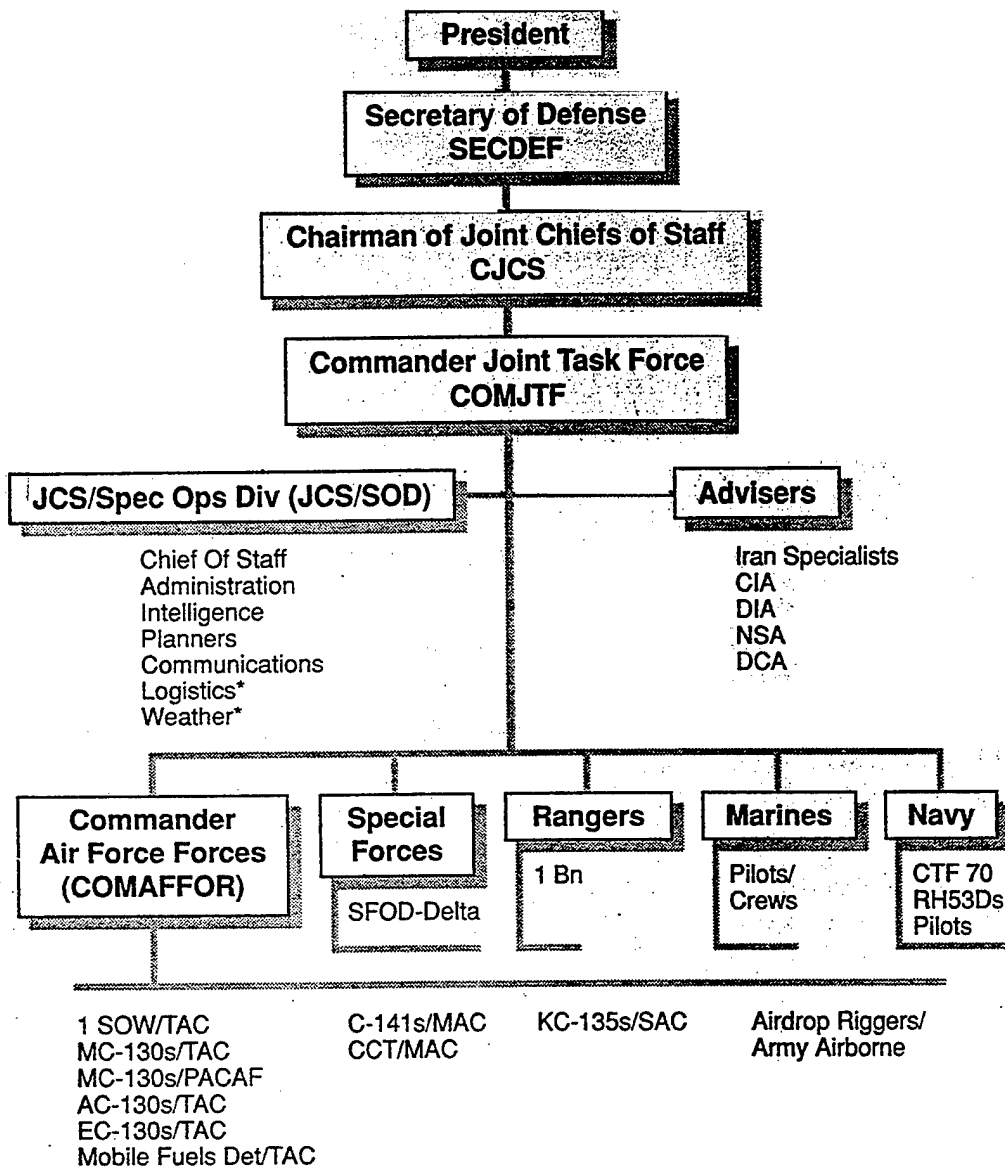 President
Secretary of Defense
SECDEF
Chairman of Joint Chiefs of Staff
CJCS
Commander Joint Task Force
COMJTF
JCS/Spec Ops Div (JCS/SOD)
Chief Of Staff
Administration
Intelligence
Planners
Communications
Logistics*
Weather*
Advisers
Iran Specialists
CIA
DIA
NSA
DCA
Commander
Air Force Forces
(COMAFFOR)
Special
Forces
SFOD-Delta
Rangers
1 Bn
Marines
Pilots/
Crews
Navy
CTF 70
RH53Ds
Pilots
1 SOW/TAC
MC-130s/TAC
MC-130s/PACAF
AC-130s/TAC
EC-130s/TAC
Mobile Fuels Det/TAC
C-141s/MAC
CCT/MAC
KC-135s/SAC
Airdrop Riggers/
Army Airborne